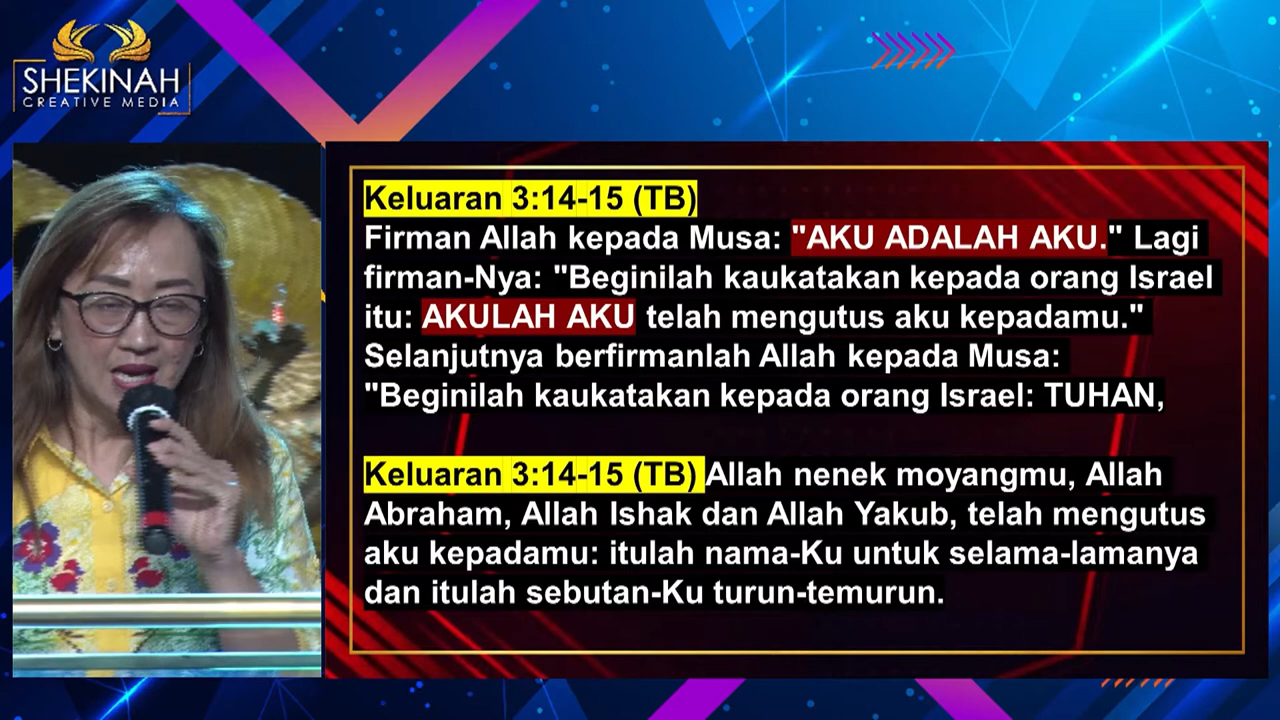 SHEKINAH
CREATIVE MEDIA
Keluaran 3:14-15 (TB)
Firman Allah kepada Musa: "AKU ADALAH AKU." Lagi
firman-Nya: "Beginilah kaukatakan kepada orang Israel
itu: AKULAH AKU telah mengutus aku kepadamu."
Selanjutnya berfirmanlah Allah kepada Musa:
"Beginilah kaukatakan kepada orang Israel: TUHAN,
Keluaran 3:14-15 (TB) Allah nenek moyangmu, Allah
Abraham, Allah Ishak dan Allah Yakub, telah mengutus
aku kepadamu: itulah nama-Ku untuk selama-lamanya
dan itulah sebutan-Ku turun-temurun.